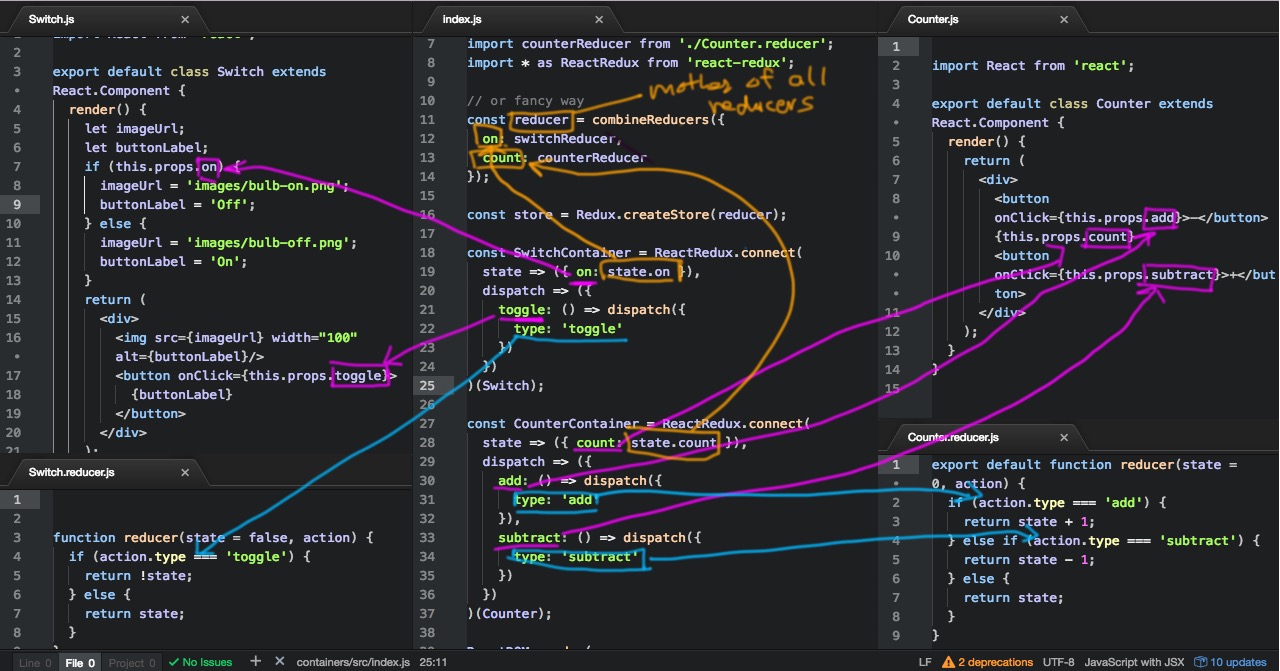 Switch.js
2
3 export default class Switch extends
React.Component {
4 render() {
5 let imageUrl;
6 let buttonLabel;
7 if (this.props.on) {
8 imageUrl = 'images/bulb-on.png';
9 buttonLabel = 'Off';
10 } else {
11 imageUrl = 'images/bulb-off.png';
12 buttonLabel = 'On';
13 }
14 return (
15 <div>
16 <img src={imageUrl} width="100"
alt={buttonLabel}/>
17 <button onClick={this.props.toggle}>
18 {buttonLabel}
19 </button>
20 </div>
21 );
Switch.reducer.js
1
2
3 function reducer(state = false, action) {
4 if (action.type === 'toggle') {
5 return !state;
6 } else {
7 return state;
8 }
index.js
7 import counterReducer from './Counter.reducer';
8 import * as ReactRedux from 'react-redux';
9
mother of all
reducers
10 // or fancy way
11 const reducer = combineReducers({
12 on: switchReducer,
13 count: counterReducer
14 });
15
16 const store = Redux.createStore(reducer);
17
18 const SwitchContainer = ReactRedux.connect(
19 state => ({ on: state.on }),
20 dispatch => ({
21 toggle: () => dispatch({
22 type: 'toggle'
23 })
24 })
25 )(Switch);
26
27 const CounterContainer = ReactRedux.connect(
28 state => ({ count: state.count }),
29 dispatch => ({
30 add: () => dispatch({
31 type: 'add'
32 }),
33 subtract: () => dispatch({
34 type: 'subtract'
35 })
36 })
37 )(Counter);
38
Counter.js
1
2 import React from 'react';
3
4 export default class Counter extends
React.Component {
5 render() {
6 return (
7 <div>
8 <button
onClick={this.props.add}>-</button>
9 {this.props.count}
10 <button
onClick={this.props.subtract}>+</but
ton>
11 </div>
12 );
13 }
14 }
15
Counter.reducer.js
1 export default function reducer(state =
0, action) {
2 if (action.type === 'add') {
3 return state + 1;
4 } else if (action.type === 'subtract') {
5 return state - 1;
6 } else {
7 return state;
8 }
9 }
Line 0 File 0 Project 0 No Issues containers/src/index.js 25:11 LF 2 deprecations UTF-8 JavaScript with JSX 10 updates